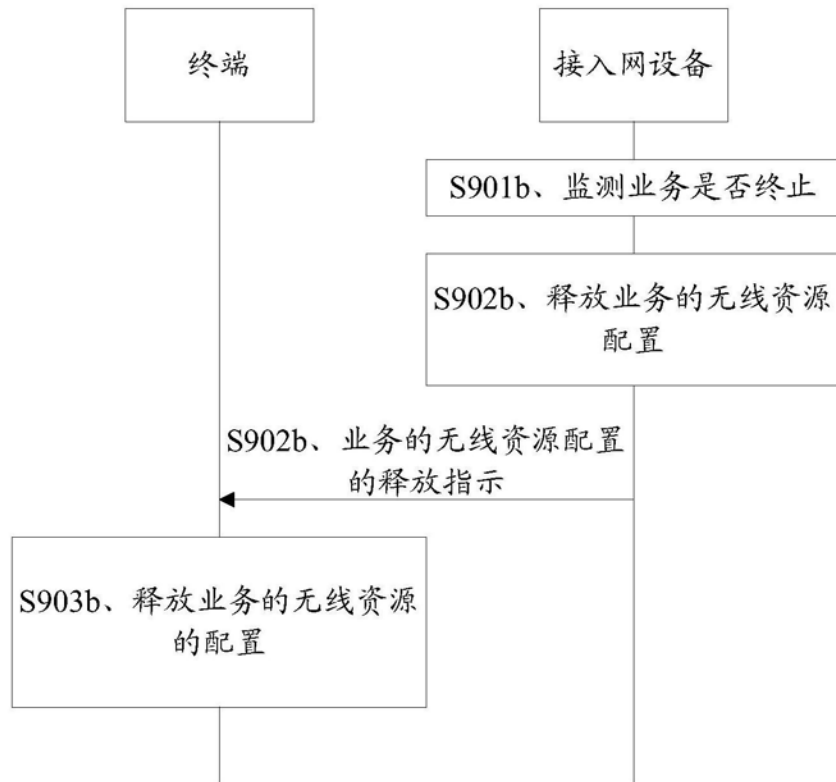 终端
接入网设备
S901b、监测业务是否终止
S902b、释放业务的无线资源
配置
S902b、业务的无线资源配置
的释放指示
S903b、释放业务的无线资源
的配置